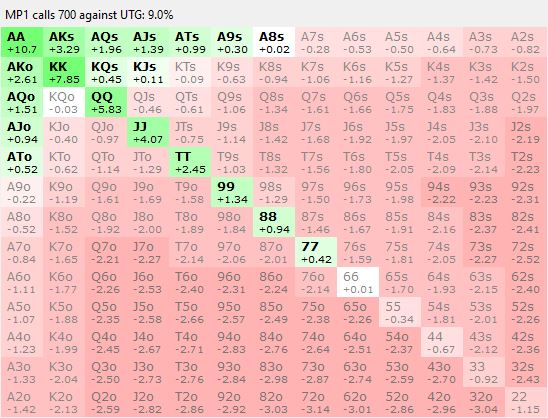 MP1 calls 700 against UTG: 9.0%
AA AKs AQs AJs ATs A9s A8s A7s A6s A5s A4s A3s A2s
+10.7 +3.29 +1.96 +1.39 +0.99 +0.30 +0.02 -0.28 -0.53 -0.50 -0.64 -0.73 -0.82
AKo KK KQs KJs KTs K9s K8s K7s K6s K5s K4s K3s K2s
+2.61 +7.85 +0.45 +0.11 -0.09 -0.63 -0.94 -1.06 -1.16 -1.27 -1.37 -1.42 -1.50
AQo KQo QQ QJs QTs Q9s Q8s Q7s Q6s Q5s Q4s Q3s Q2s
+1.51 -0.03 +5.83 -0.46 -0.61 -1.06 -1.34 -1.61 -1.66 -1.75 -1.83 -1.88 -1.97
AJo KJo QJo JJ JTs J9s J8s J7s J6s J5s J4s J3s J2s
+0.94 -0.40 -0.97 +4.07 -0.75 -1.14 -1.42 -1.68 -1.92 -1.97 -2.05 -2.10 -2.19
ATo KTo QTo JTo TT T9s T8s T7s T6s T5s T4s T3s T2s
+0.52 -0.62 -1.14 -1.29 +2.45 -1.03 -1.32 -1.56 -1.80 -2.05 -2.09 -2.14 -2.23
A9o K9o Q9o J9o T9o 99 98s 97s 96s 95s 94s 93s 92s
-0.22 -1.19 -1.61 -1.69 -1.58 +1.34 -1.29 -1.50 -1.73 -1.98 -2.22 -2.23 -2.31
A8o K8o Q8o J8o T8o 98o 88 87s 86s 85s 84s 83s 82s
-0.52 -1.52 -1.92 -2.00 -1.89 -1.84 +0.94 -1.46 -1.67 -1.91 -2.16 -2.37 -2.41
A7o K7o Q7o J7o T7o 97o 87o 77 76s 75s 74s 73s 72s
-0.84 -1.65 -2.21 -2.27 -2.14 -2.06 -2.01 +0.42 -1.59 -1.81 -2.05 -2.27 -2.52
A6o K6o Q6o J6o T6o 96o 86o 76o 66 65s 64s 63s 62s
-1.11 -1.77 -2.26 -2.53 -2.40 -2.31 -2.24 -2.14 +0.01 -1.70 -1.93 -2.15 -2.40
A5o K5o Q5o J5o T5o 95o 85o 75o 65o 55 54s 53s 52s
-1.07 -1.88 -2.35 -2.58 -2.66 -2.57 -2.49 -2.38 -2.26 -0.34 -1.81 -2.01 -2.26
A4o K4o Q4o J4o T4o 94o 84o 74o 64o 54o 44 43s 42s
-1.23 -1.99 -2.45 -2.67 -2.71 -2.83 -2.76 -2.64 -2.51 -2.37 -0.67 -2.12 -2.36
A3o K3o Q3o J3o T3o 93o 83o 73o 63o 53o 43o 33 32s
-1.33 -2.04 -2.50 -2.73 -2.76 -2.84 -2.98 -2.87 -2.74 -2.59 -2.70 -0.92 -2.43
A2o K2o Q2o J2o T2o 92o 82o 72o 62o 52o 42o 32o 22
-1.42 -2.13 -2.59 -2.82 -2.86 -2.92 -3.03 -3.14 -3.01 -2.86 -2.96 -3.04 1.15